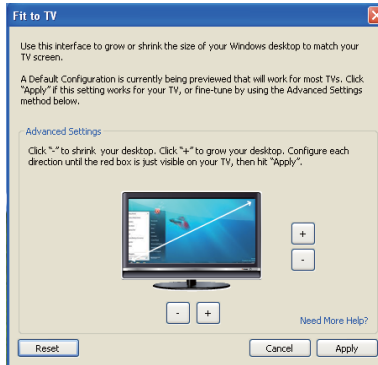 Fit to TV
Use this interface to grow or shrink the size of your Windows desktop to match your
TV screen.
A Default Configuration is currently being previewed that will work for most TVs. Click
"Apply" if this setting works for your TV, or fine-tune by using the Advanced Settings
method below.
Advanced Settings
Click "-" to shrink your desktop. Click "+" to grow your desktop. Configure each
direction until the red box is just visible on your TV, then hit "Apply".
+
-
- +
Need More Help?
Reset Cancel Apply